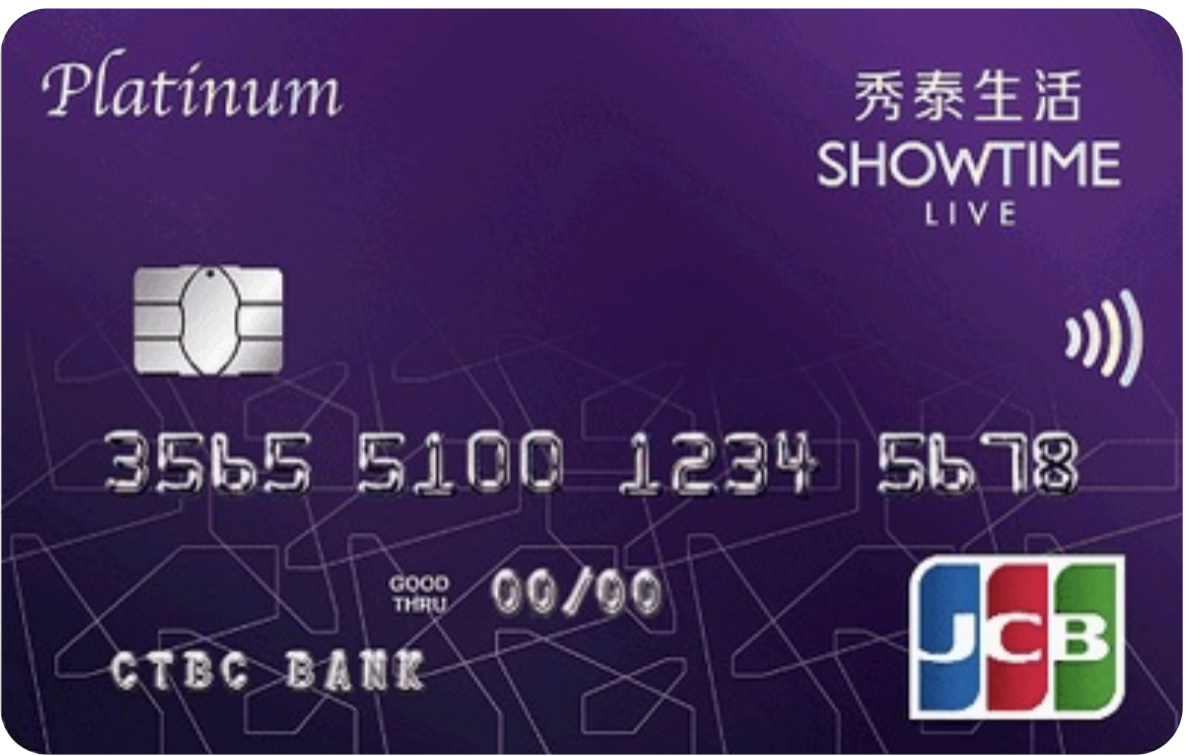 Platinum
秀泰生活
SHOWTIME
LIVE
3565 5100 1234 5678
GOOD
THRU
00/00
CTBC BANK
JCB